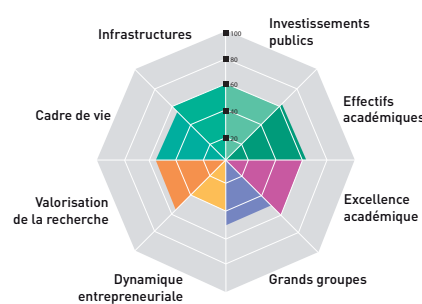 Infrastructures
Investissements
publics
100
80
60
40
20
Cadre de vie
Effectifs
académiques
Valorisation
de la recherche
Excellence
académique
Dynamique
entrepreneuriale
Grands groupes